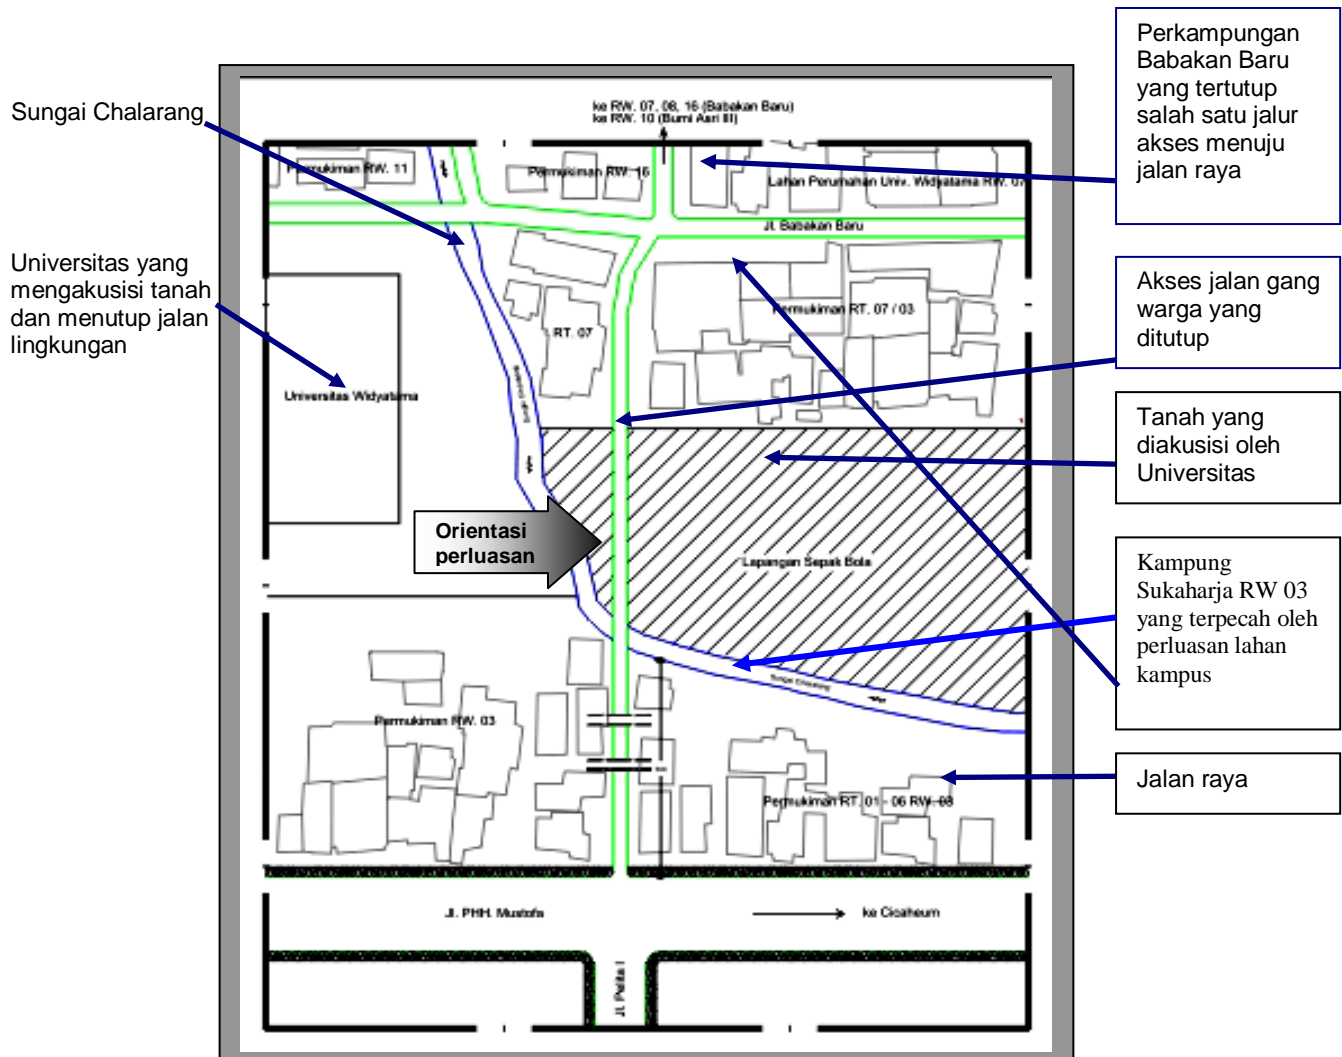 Perkampungan
Babakan Baru
yang tertutup
salah satu jalur
akses menuju
jalan raya
Sungai Chalarang
ke RW. 07, 08, 16 (Babakan Baru)
ke RW. 10 (Bumi Asri III)
Permukiman RW. 11
Permukiman RW. 16
Lahan Perumahan Univ. Widyatama RW. 07
Jl. Babakan Baru
Universitas yang
mengakusisi tanah
dan menutup jalan
lingkungan
Akses jalan gang
warga yang
ditutup
Permukiman RT. 07 / 03
RT. 07
Universitas Widyatama
Tanah yang
diakusisi oleh
Universitas
Orientasi
perluasan
Lapangan Sepak Bola
Kampung
Sukaharja RW 03
yang terpecah oleh
perluasan lahan
kampus
Permukiman RW. 03
Jalan raya
Permukiman RT. 01 - 06 RW.
Jl. PHH. Mustofa
ke Cicaheum
Jl. Pelita I